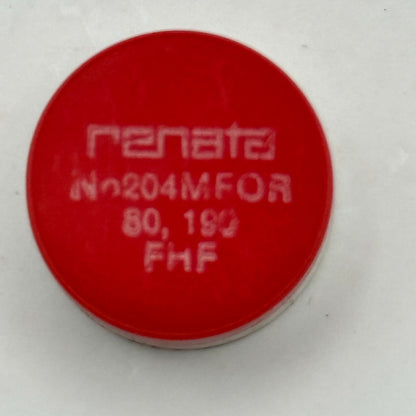 renata
No204MFOR
80, 190
FHF